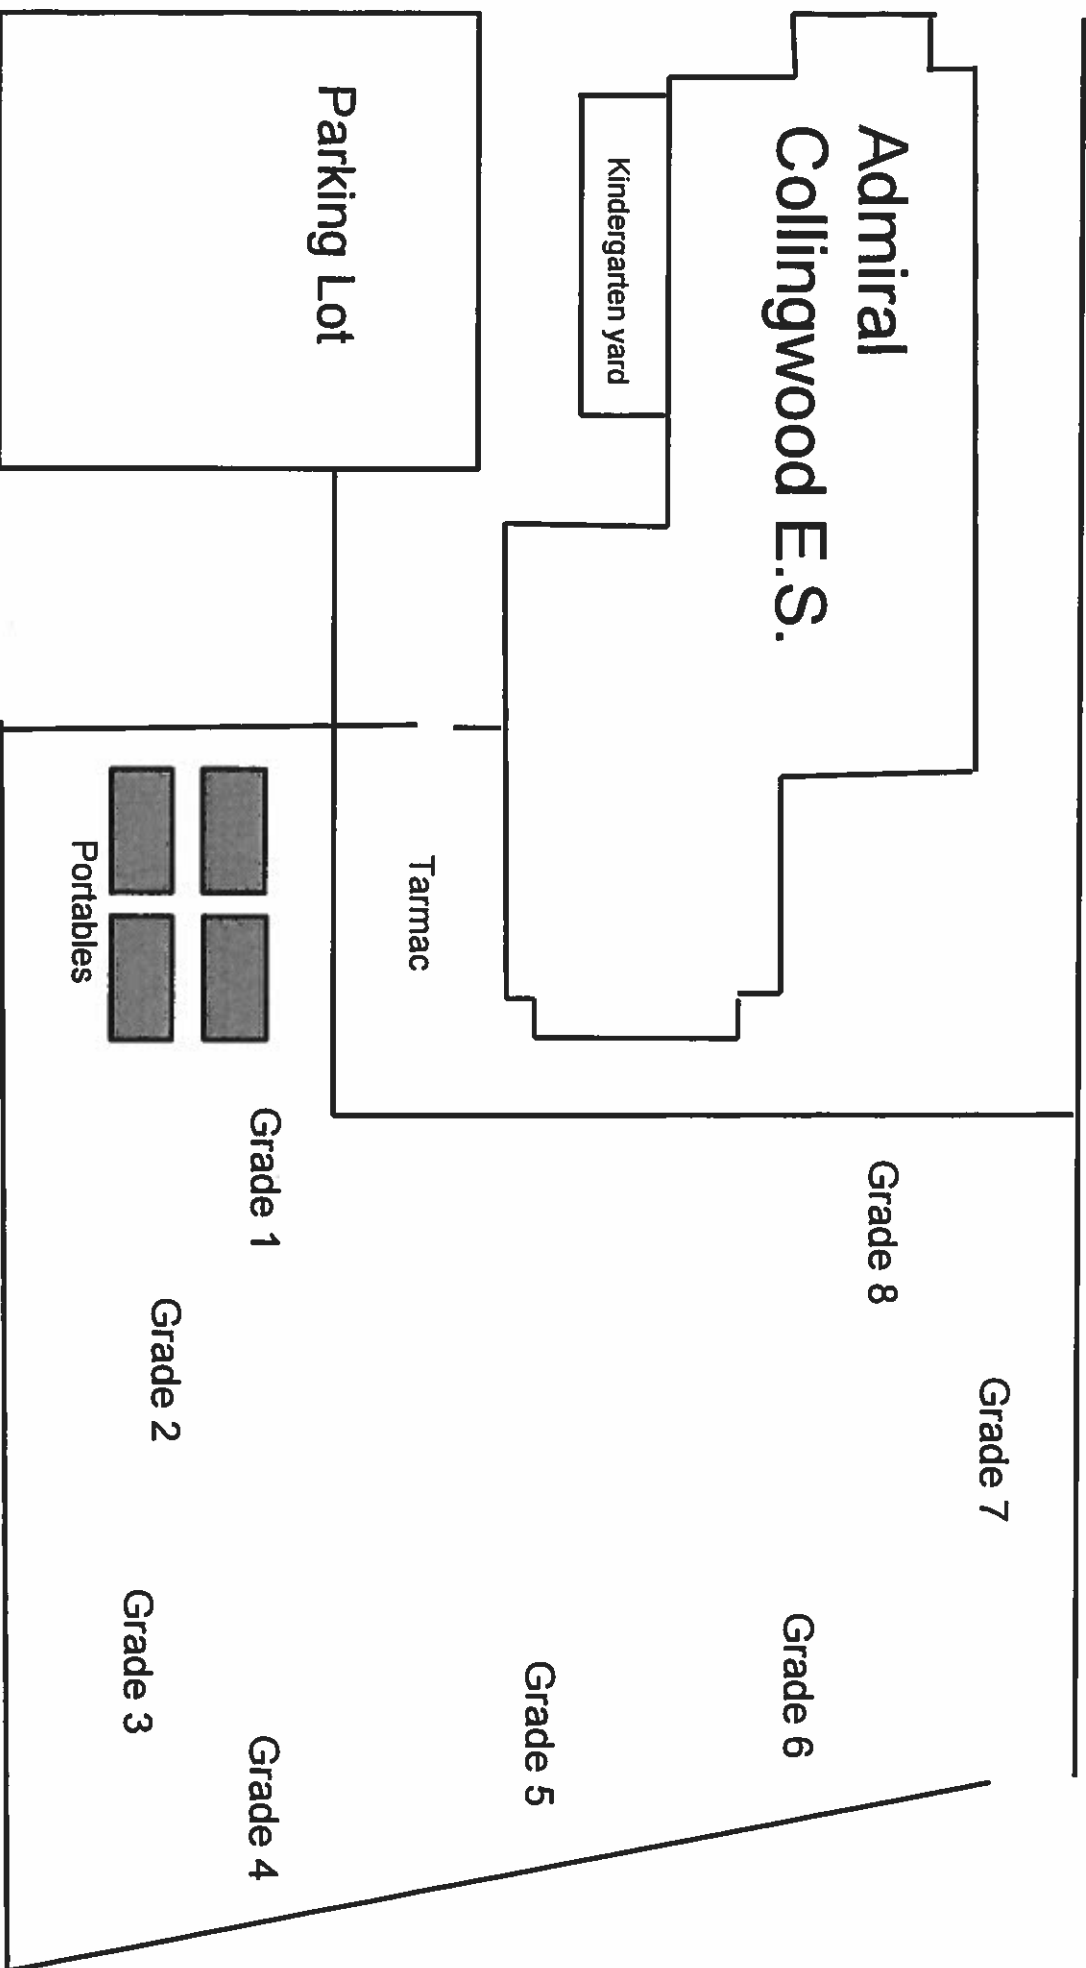 Admiral
Collingwood E.S.
Kindergarten yard
Parking Lot
Tarmac
Portables
Grade 1
Grade 2
Grade 3
Grade 4
Grade 5
Grade 6
Grade 7
Grade 8